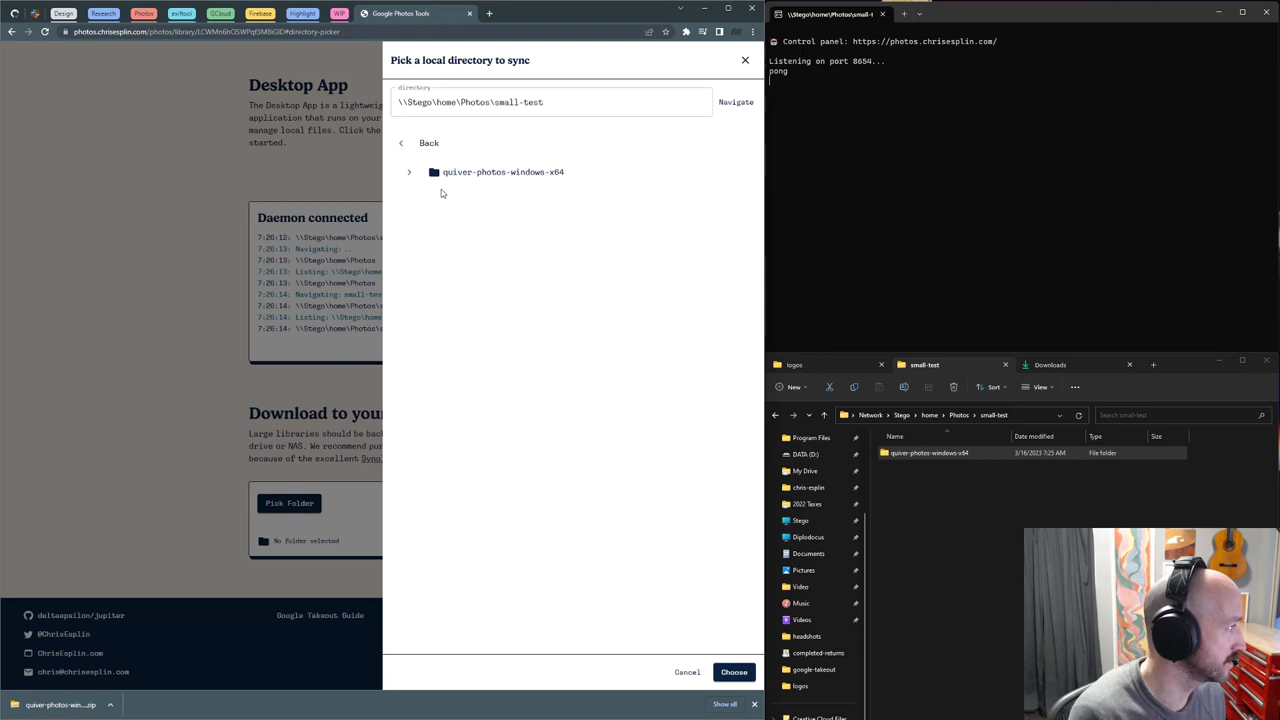 Design
Research
Photos
exiftool
GCloud
Firebase
Highlight
WIP
Google Photos Tools
photos.chrisesplin.com/photos/library/LCWMn6hOSWPqf3M8iGlD#directory-picker
Desktop App
The Desktop App is a lightweig
application that runs on your
manage local files. Click the
started.
Daemon connected
7:26:12: \\Stego\home\Photos\s
7:26:13: Navigating: ..
7:26:13: \\Stego\home\Photos
7:26:13: Listing: \\Stego\home
7:26:13: \\Stego\home\Photos
7:26:14: Navigating: small-tes
7:26:14: \\Stego\home\Photos\s
7:26:14: Listing: \\Stego\home
7:26:14: \\Stego\home\Photos\s
Download to your
Large libraries should be back
drive or NAS. We recommend pur
because of the excellent Syno
Pick Folder
No folder selected
deltaepsilon/jupiter
@ChrisEsplin
ChrisEsplin.com
chris@chrisesplin.com
Google Takeout Guide
Pick a local directory to sync
directory
\\Stego\home\Photos\small-test
Navigate
Back
quiver-photos-windows-x64
Cancel
Choose
quiver-photos-win....zip
Show all
\\Stego\home\Photos\small-t
Control panel: https://photos.chrisesplin.com/
Listening on port 8654...
pong
logos
small-test
Downloads
New
Sort
View
Network
Stego
home
Photos
small-test
Search small-test
Name
Date modified
Type
Size
quiver-photos-windows-x64
3/16/2023 7:25 AM
File folder
Program Files
DATA (D:)
My Drive
chris-esplin
2022 Taxes
Stego
Diplodocus
Documents
Pictures
Video
Music
Videos
headshots
completed-returns
google-takeout
logos
Creative Cloud Files